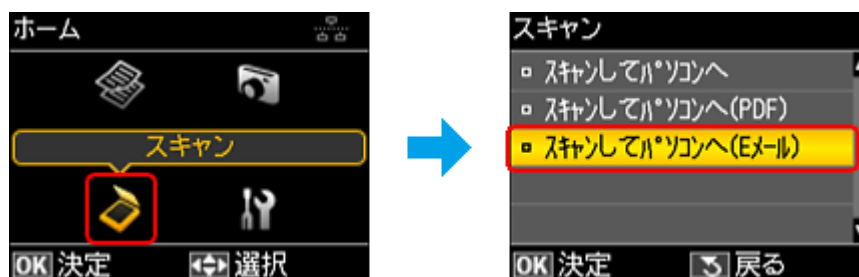 ホーム
スキャン
OK 決定 選択
スキャン
スキャンしてパソコンへ
スキャンしてパソコンへ(PDF)
スキャンしてパソコンへ(Eメール)
OK 決定 戻る